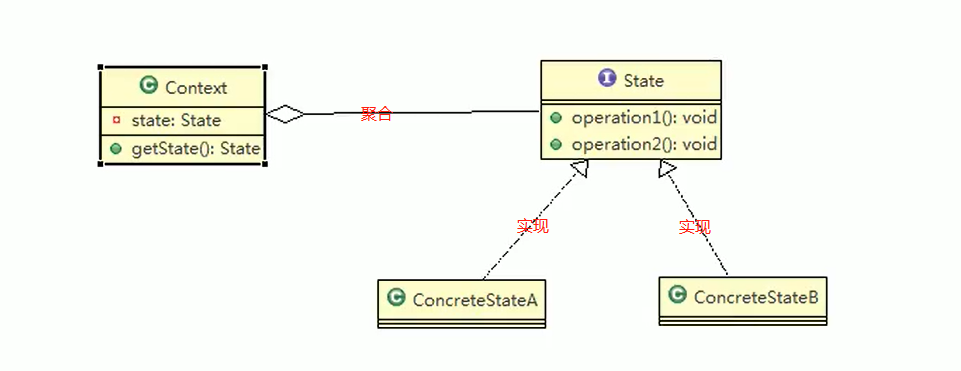 C Context
state: State
getState(): State
聚合
I State
operation1(): void
operation2(): void
实现
实现
C ConcreteStateA
C ConcreteStateB